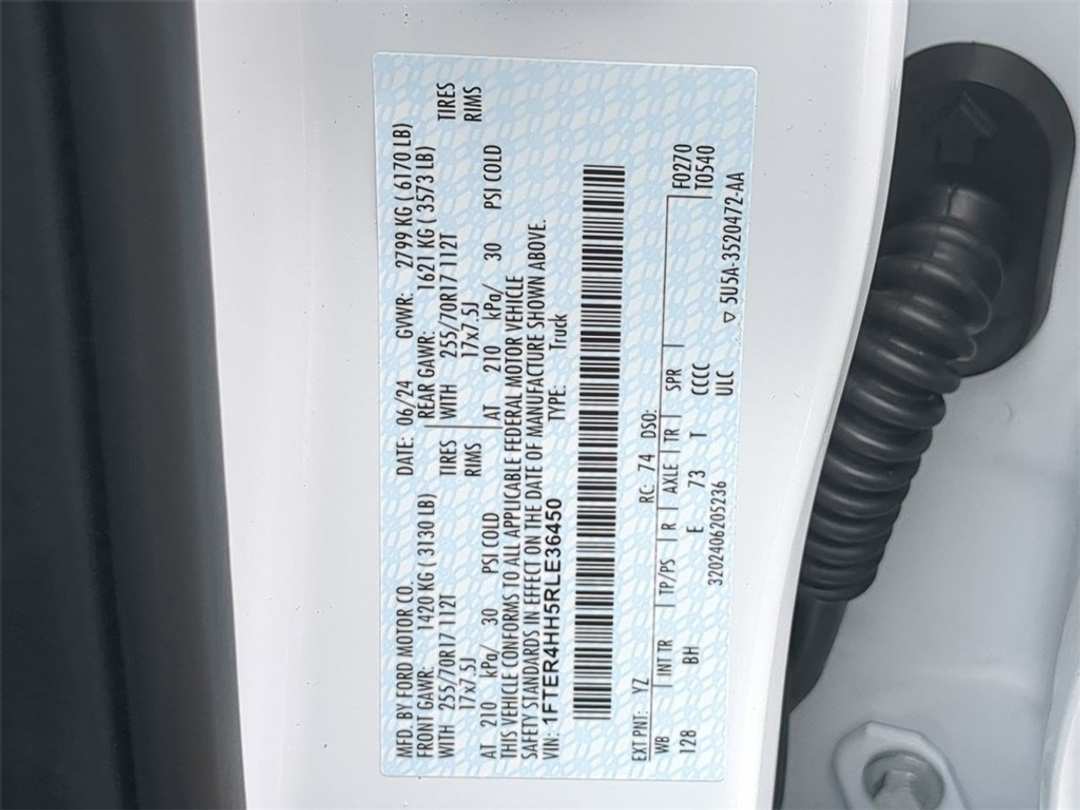 MFD. BY FORD MOTOR CO.
DATE: 06/24 GVWR: 2799 KG ( 6170 LB)
FRONT GAWR: 1420 KG ( 3130 LB)
REAR GAWR: 1621 KG ( 3573 LB)
WITH 255/70R17 112T TIRES
WITH 255/70R17 112T TIRES
17x7.5J RIMS
17x7.5J RIMS
AT 210 kPa/ 30 PSI COLD
AT 210 kPa/ 30 PSI COLD
THIS VEHICLE CONFORMS TO ALL APPLICABLE FEDERAL MOTOR VEHICLE
SAFETY STANDARDS IN EFFECT ON THE DATE OF MANUFACTURE SHOWN ABOVE.
VIN: 1FTER4HH5RLE36450 TYPE: Truck
EXT PNT: YZ RC: 74 DSO: F0270
WB | INT TR | TP/PS | R | AXLE | TR | SPR | T0540
128 BH E 73 T CCCC
3202406205236 ULC ▽ 5U5A-3520472-AA